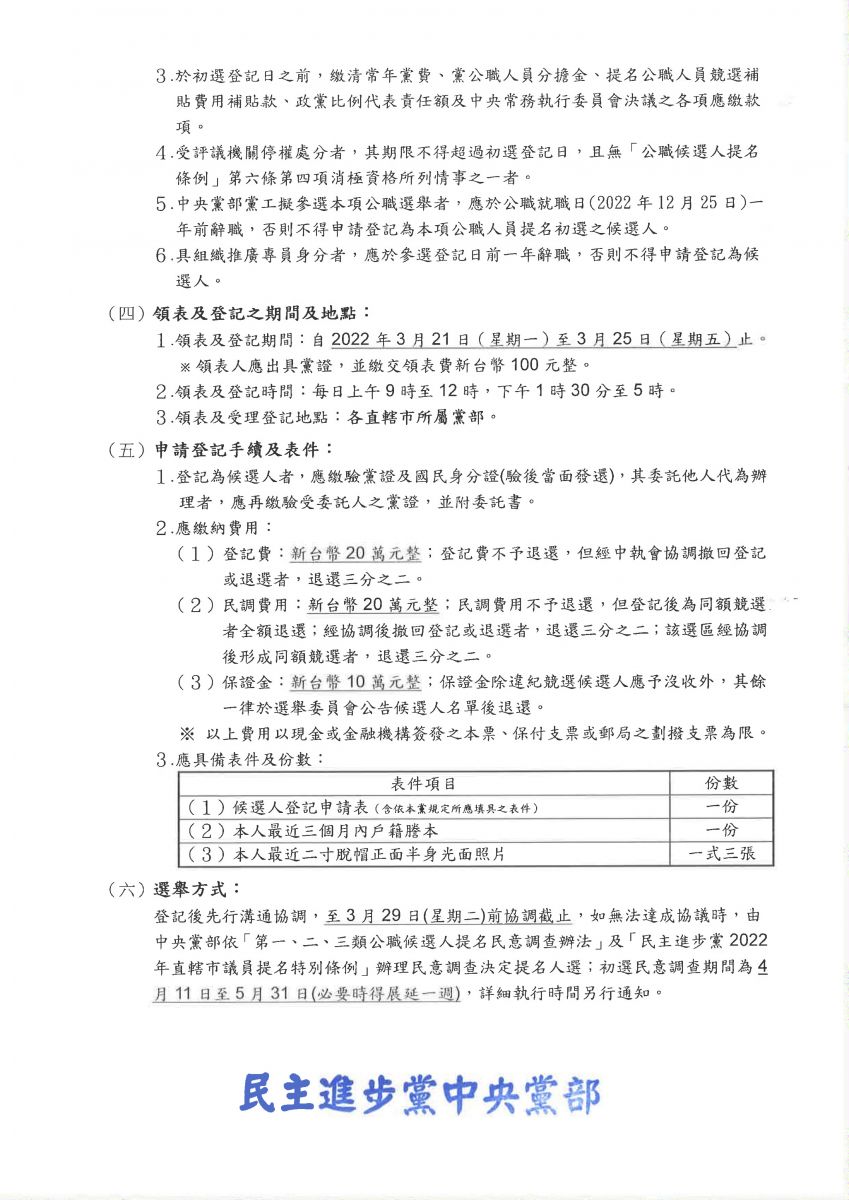 3.於初選登記日之前，繳清常年黨費、黨公職人員分擔金、提名公職人員競選補
貼費用補貼款、政黨比例代表責任額及中央常務執行委員會決議之各項應繳款
項。
4.受評議機關停權處分者，其期限不得超過初選登記日，且無「公職候選人提名
條例」第六條第四項消極資格所列情事之一者。
5.中央黨部黨工擬參選本項公職選舉者，應於公職就職日(2022 年 12 月 25 日)一
年前辭職，否則不得申請登記為本項公職人員提名初選之候選人。
6.具組織推廣專員身分者，應於參選登記日前一年辭職，否則不得申請登記為候
選人。
（四）領表及登記之期間及地點：
1.領表及登記期間：自 2022 年 3 月 21 日（星期一）至 3 月 25 日（星期五）止。
※領表人應出具黨證，並繳交領表費新台幣 100 元整。
2.領表及登記時間：每日上午 9 時至 12 時，下午 1 時 30 分至 5 時。
3.領表及受理登記地點：各直轄市所屬黨部。
（五）申請登記手續及表件：
1.登記為候選人者，應繳驗黨證及國民身分證(驗後當面發還)，其委託他人代為辦
理者，應再繳驗受委託人之黨證，並附委託書。
2.應繳納費用：
（1）登記費：新台幣 20 萬元整；登記費不予退還，但經中執會協調撤回登記
或退選者，退還三分之二。
（2）民調費用：新台幣 20 萬元整；民調費用不予退還，但登記後為同額競選
者全額退還；經協調後撤回登記或退選者，退還三分之二；該選區經協調
後形成同額競選者，退還三分之二。
（3）保證金：新台幣 10 萬元整；保證金除違紀競選候選人應予沒收外，其餘
一律於選舉委員會公告候選人名單後退還。
※ 以上費用以現金或金融機構簽發之本票、保付支票或郵局之劃撥支票為限。
3.應具備表件及份數：
表件項目 份數
（1）候選人登記申請表（含依本黨規定所應填具之表件） 一份
（2）本人最近三個月內戶籍謄本 一份
（3）本人最近二寸脫帽正面半身光面照片 一式三張
（六）選舉方式：
登記後先行溝通協調，至 3 月 29 日(星期二)前協調截止，如無法達成協議時，由
中央黨部依「第一、二、三類公職候選人提名民意調查辦法」及「民主進步黨 2022
年直轄市議員提名特別條例」辦理民意調查決定提名人選；初選民意調查期間為 4
月 11 日至 5 月 31 日(必要時得展延一週)，詳細執行時間另行通知。
民主進步黨中央黨部